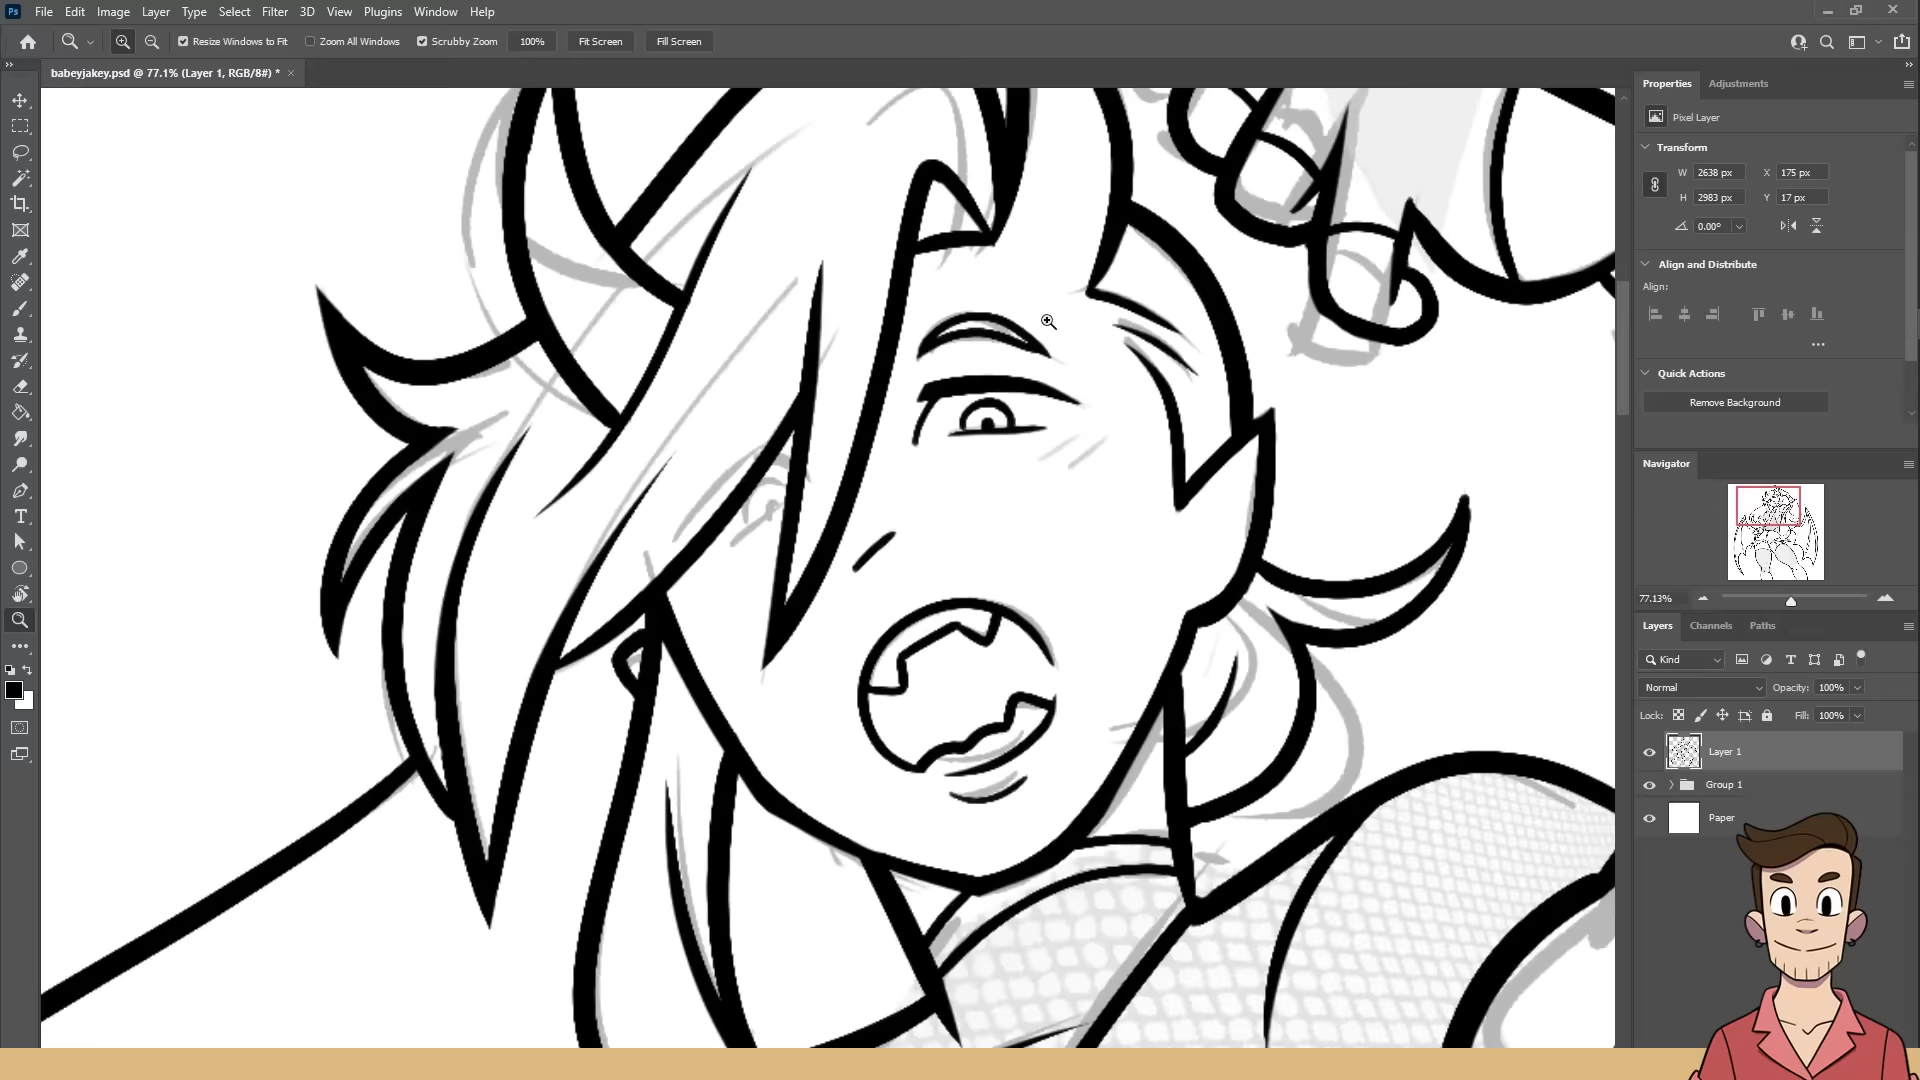 Ps File Edit Image Layer Type Select Filter 3D View Plugins Window Help
Resize Windows to Fit Zoom All Windows Scrubby Zoom 100% Fit Screen Fill Screen
babeyjakey.psd @ 77.1% (Layer 1, RGB/8#) *
Properties Adjustments
Pixel Layer
Transform
W 2638 px X 175 px
H 2983 px Y 17 px
0.00°
Align and Distribute
Align:
Quick Actions
Remove Background
Navigator
77.13%
Layers Channels Paths
Kind
Normal Opacity: 100%
Lock: Fill: 100%
Layer 1
Group 1
Paper